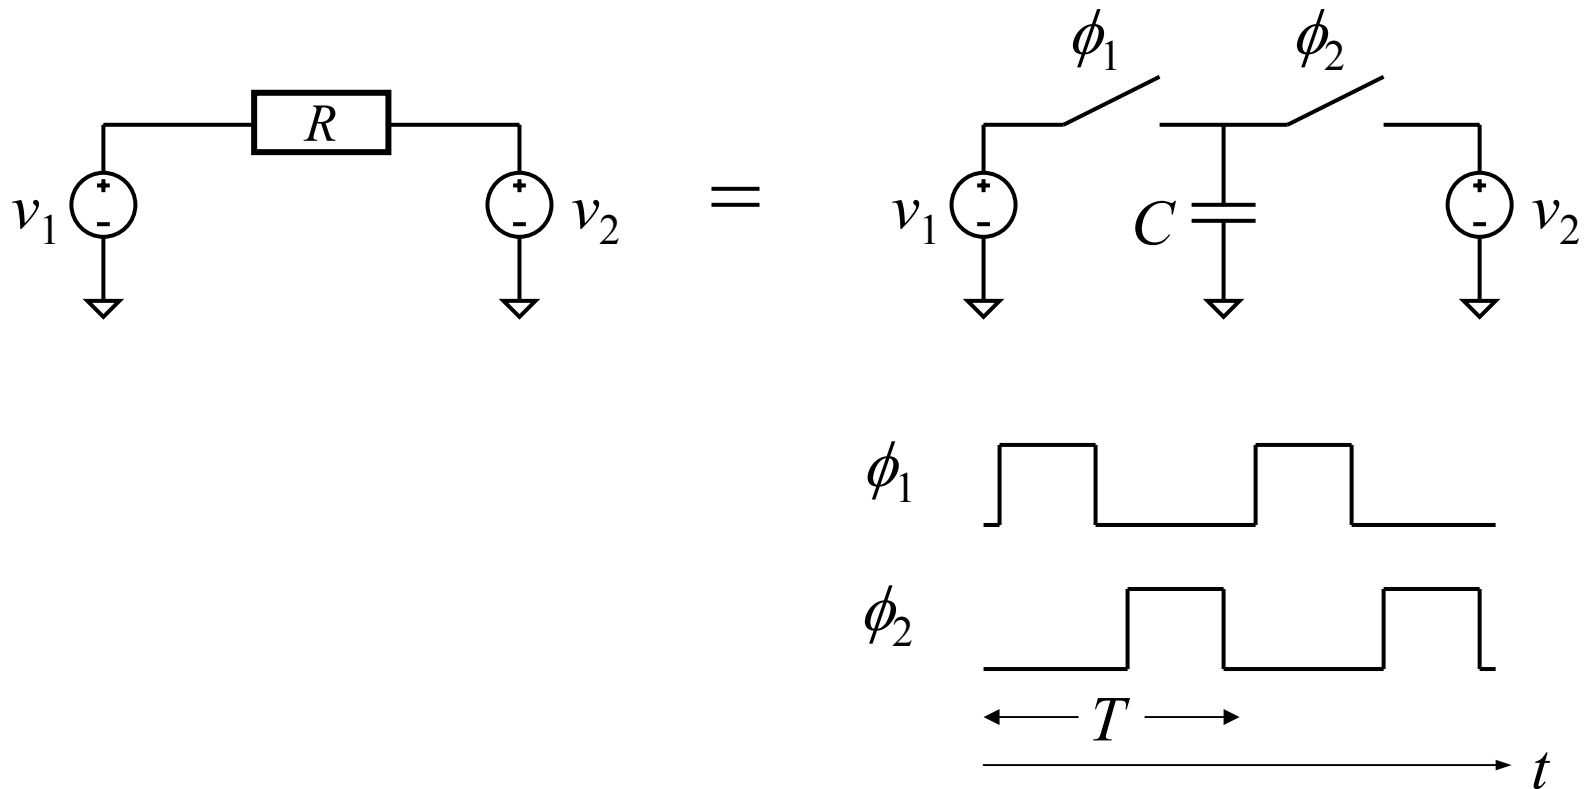 ϕ1 ϕ2
R
v1 + - + - v2 = v1 + - C + - v2
ϕ1
ϕ2
T
t